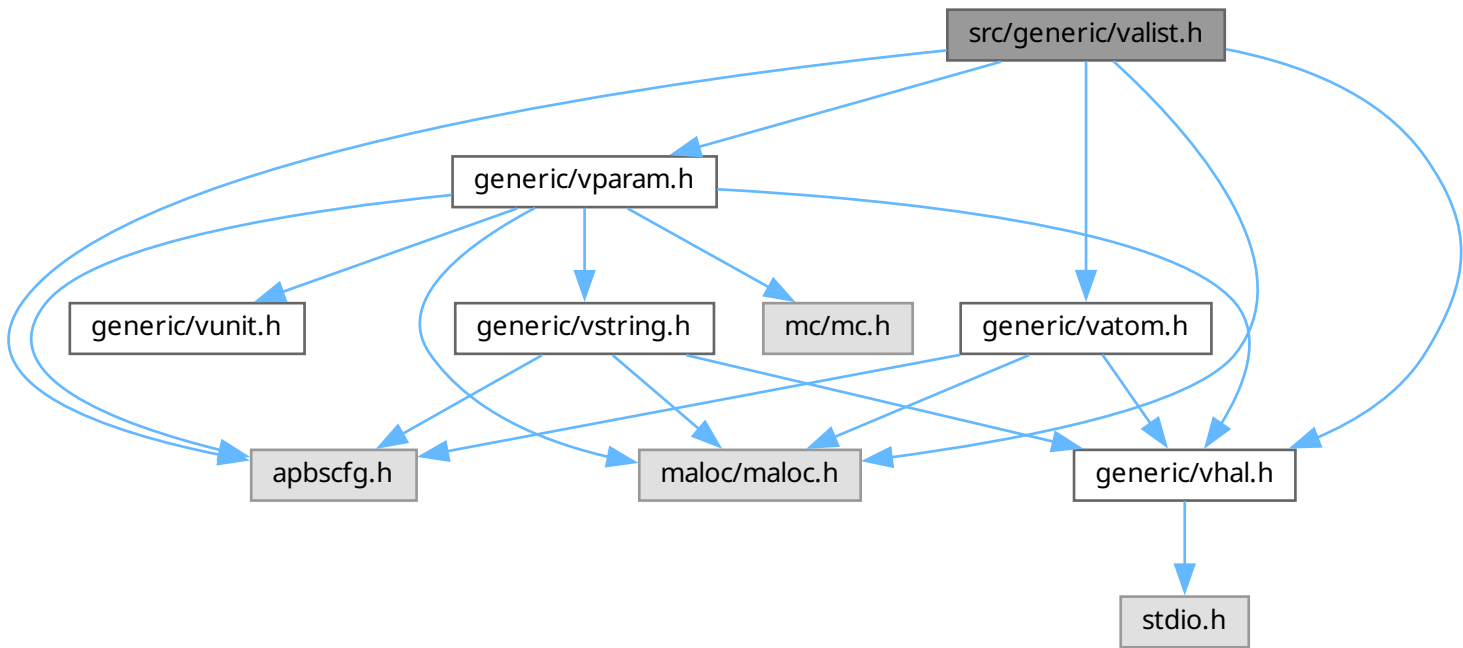 src/generic/valist.h
generic/vparam.h
generic/vunit.h
generic/vstring.h
mc/mc.h
generic/vatom.h
apbscfg.h
maloc/maloc.h
generic/vhal.h
stdio.h